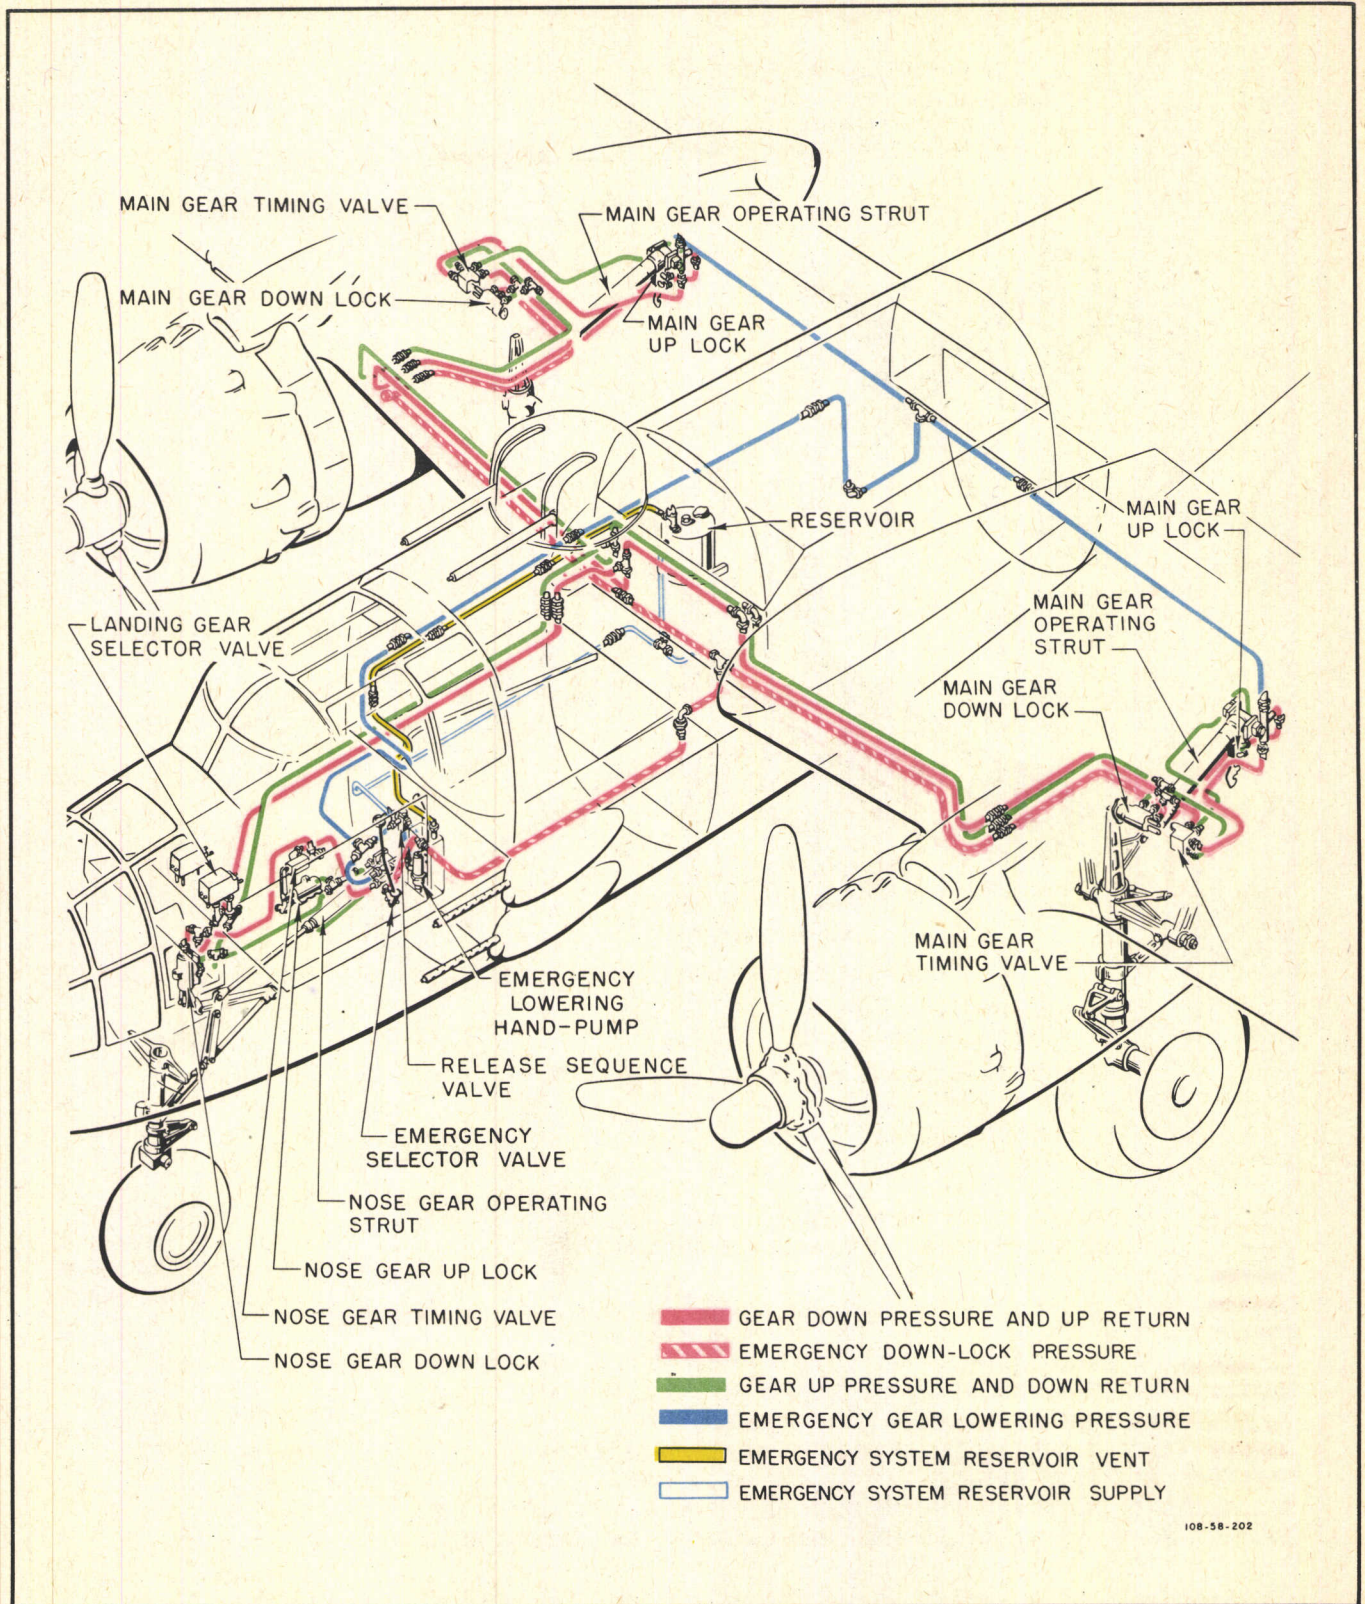 MAIN GEAR TIMING VALVE
MAIN GEAR OPERATING STRUT
MAIN GEAR DOWN LOCK
MAIN GEAR
UP LOCK
RESERVOIR
MAIN GEAR
UP LOCK
MAIN GEAR
OPERATING
STRUT
LANDING GEAR
SELECTOR VALVE
MAIN GEAR
DOWN LOCK
MAIN GEAR
TIMING VALVE
EMERGENCY
LOWERING
HAND-PUMP
RELEASE SEQUENCE
VALVE
EMERGENCY
SELECTOR VALVE
NOSE GEAR OPERATING
STRUT
NOSE GEAR UP LOCK
NOSE GEAR TIMING VALVE
NOSE GEAR DOWN LOCK
GEAR DOWN PRESSURE AND UP RETURN
EMERGENCY DOWN-LOCK PRESSURE
GEAR UP PRESSURE AND DOWN RETURN
EMERGENCY GEAR LOWERING PRESSURE
EMERGENCY SYSTEM RESERVOIR VENT
EMERGENCY SYSTEM RESERVOIR SUPPLY
108-58-202